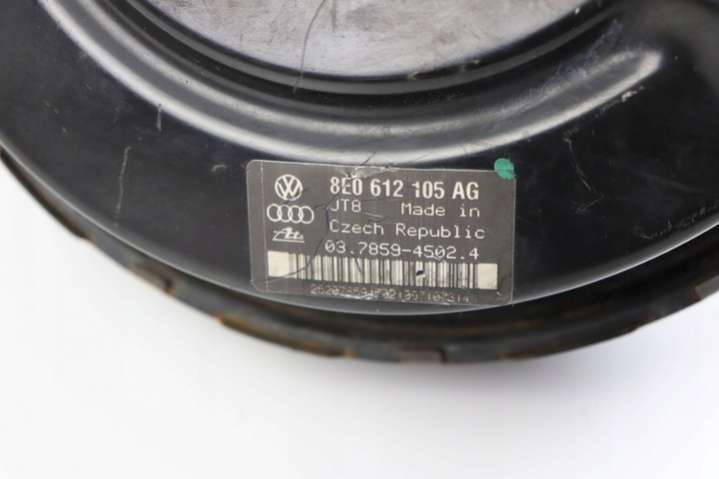 8E0 612 105 AG
JT8 Made in
Czech Republic
03.7859-4502.4